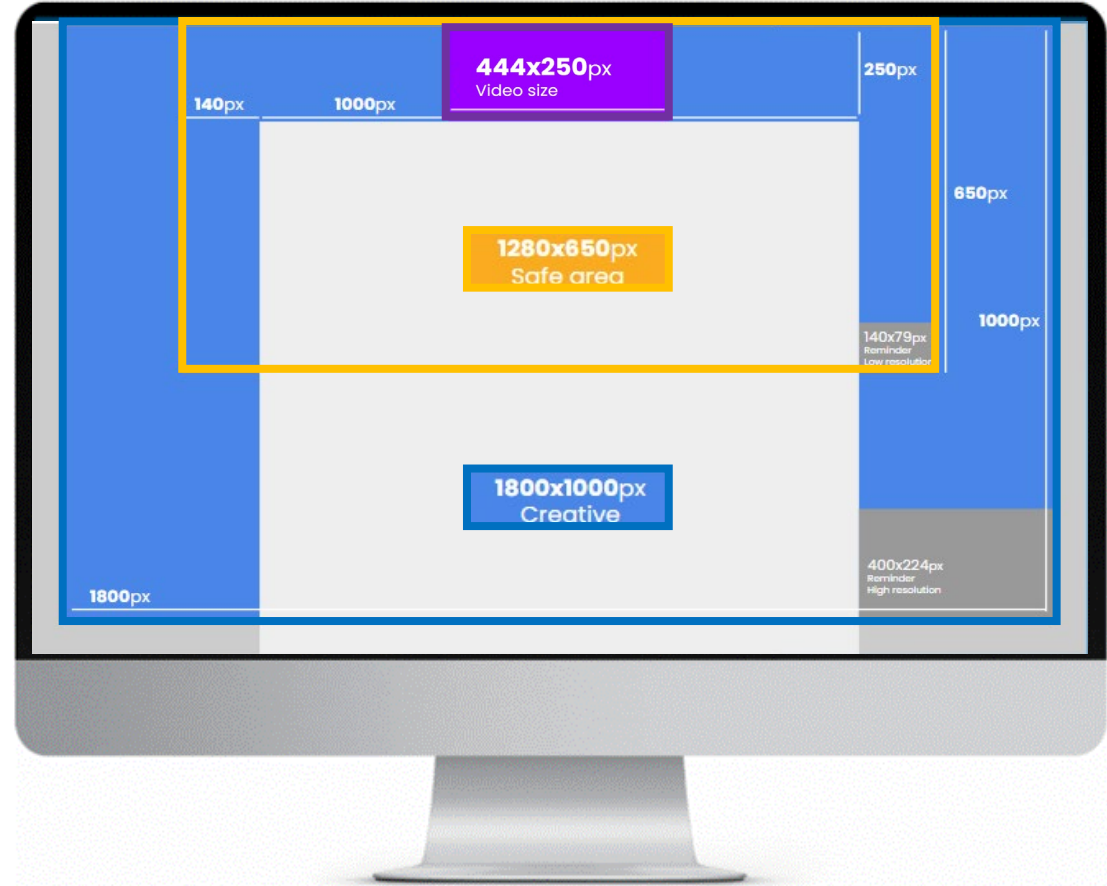 444x250px
Video size
250px
140px
1000px
650px
1280x650px
Safe area
1000px
140x79px
Reminder
Low resolution
1800x1000px
Creative
400x224px
Reminder
High resolution
1800px